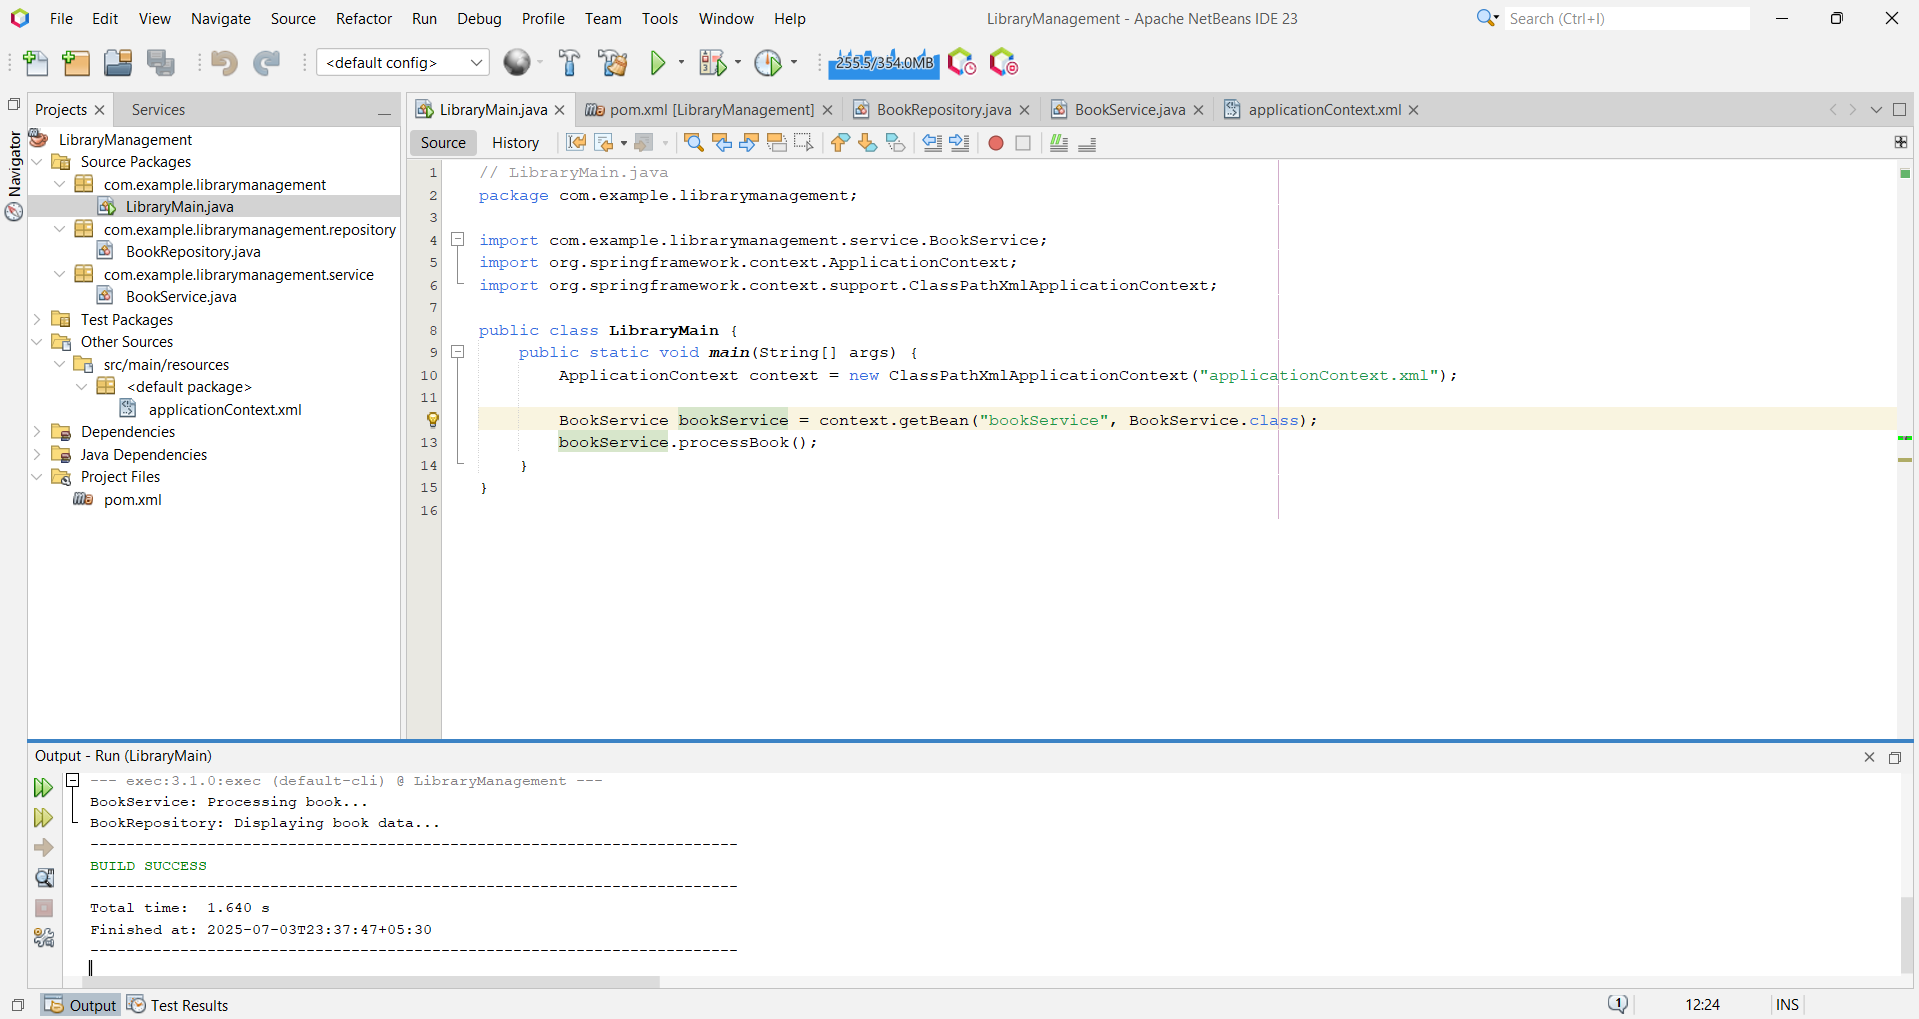 File Edit View Navigate Source Refactor Run Debug Profile Team Tools Window Help
LibraryManagement - Apache NetBeans IDE 23
Search (Ctrl+I)
<default config>
255.5/354.0MB
Projects
Services
LibraryMain.java
pom.xml [LibraryManagement]
BookRepository.java
BookService.java
applicationContext.xml
Navigator
LibraryManagement
Source Packages
com.example.librarymanagement
LibraryMain.java
com.example.librarymanagement.repository
BookRepository.java
com.example.librarymanagement.service
BookService.java
Test Packages
Other Sources
src/main/resources
<default package>
applicationContext.xml
Dependencies
Java Dependencies
Project Files
pom.xml
Source History
1 // LibraryMain.java
2 package com.example.librarymanagement;
3
4 import com.example.librarymanagement.service.BookService;
5 import org.springframework.context.ApplicationContext;
6 import org.springframework.context.support.ClassPathXmlApplicationContext;
7
8 public class LibraryMain {
9 public static void main(String[] args) {
10 ApplicationContext context = new ClassPathXmlApplicationContext("applicationContext.xml");
11
BookService bookService = context.getBean("bookService", BookService.class);
13 bookService.processBook();
14 }
15 }
16
Output - Run (LibraryMain)
--- exec:3.1.0:exec (default-cli) @ LibraryManagement ---
BookService: Processing book...
BookRepository: Displaying book data...
------------------------------------------------------------------------
BUILD SUCCESS
------------------------------------------------------------------------
Total time:  1.640 s
Finished at: 2025-07-03T23:37:47+05:30
------------------------------------------------------------------------
Output
Test Results
1
12:24
INS